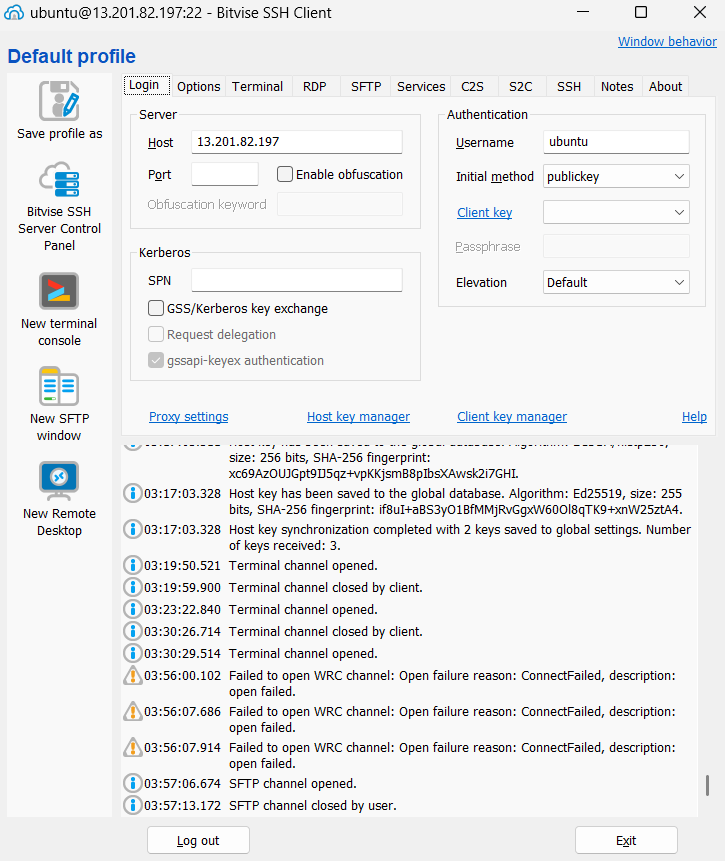 ubuntu@13.201.82.197:22 - Bitvise SSH Client
Window behavior
Default profile
Save profile as
Bitvise SSH
Server Control
Panel
New terminal
console
New SFTP
window
New Remote
Desktop
Login Options Terminal RDP SFTP Services C2S S2C SSH Notes About
Server
Host 13.201.82.197
Port Enable obfuscation
Obfuscation keyword
Kerberos
SPN
GSS/Kerberos key exchange
Request delegation
gssapi-keyex authentication
Authentication
Username ubuntu
Initial method publickey
Client key
Passphrase
Elevation Default
Proxy settings Host key manager Client key manager Help
size: 256 bits, SHA-256 fingerprint:
xc69AzOUJGpt9IJ5qz+vpKKjsmB8pIbsXAwsk2i7GHI.
03:17:03.328 Host key has been saved to the global database. Algorithm: Ed25519, size: 255
bits, SHA-256 fingerprint: if8uI+aBS3yO1BfMMjRvGgxW60Ol8qTK9+xnW25ztA4.
03:17:03.328 Host key synchronization completed with 2 keys saved to global settings. Number
of keys received: 3.
03:19:50.521 Terminal channel opened.
03:19:59.900 Terminal channel closed by client.
03:23:22.840 Terminal channel opened.
03:30:26.714 Terminal channel closed by client.
03:30:29.514 Terminal channel opened.
03:56:00.102 Failed to open WRC channel: Open failure reason: ConnectFailed, description:
open failed.
03:56:07.686 Failed to open WRC channel: Open failure reason: ConnectFailed, description:
open failed.
03:56:07.914 Failed to open WRC channel: Open failure reason: ConnectFailed, description:
open failed.
03:57:06.674 SFTP channel opened.
03:57:13.172 SFTP channel closed by user.
Log out Exit